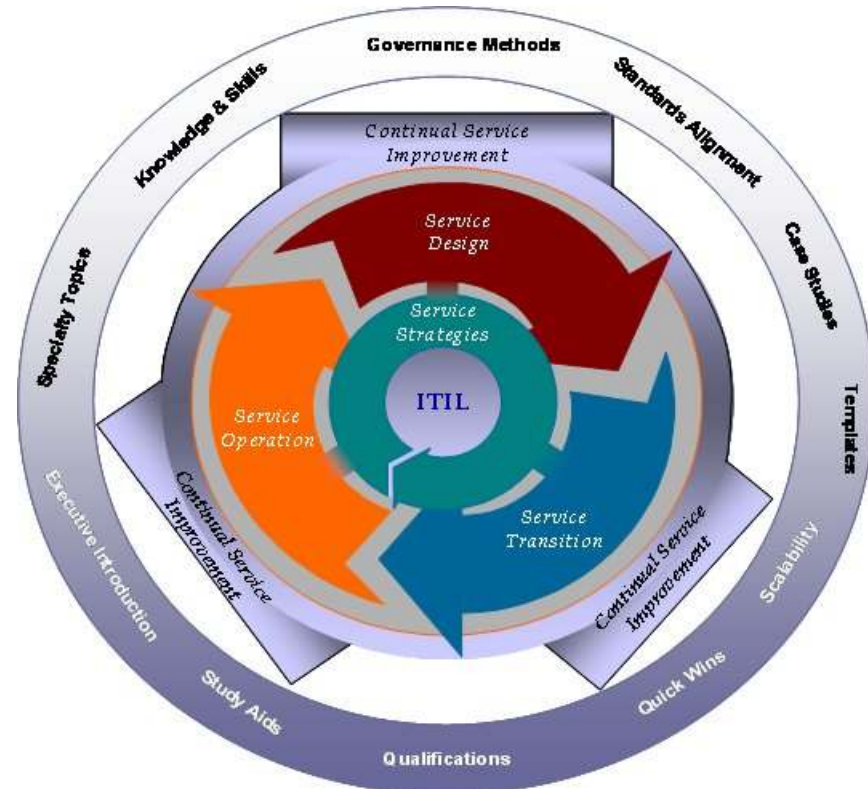 Governance Methods
Knowledge & Skills
Standards Alignment
Continual Service
Improvement
Service
Design
Case Studies
Specialty Topics
Service
Strategies
ITIL
Templates
Service
Operation
Continual Service
Improvement
Service
Transition
Continual Service
Improvement
Executive Introduction
Scalability
Study Aids
Quick Wins
Qualifications